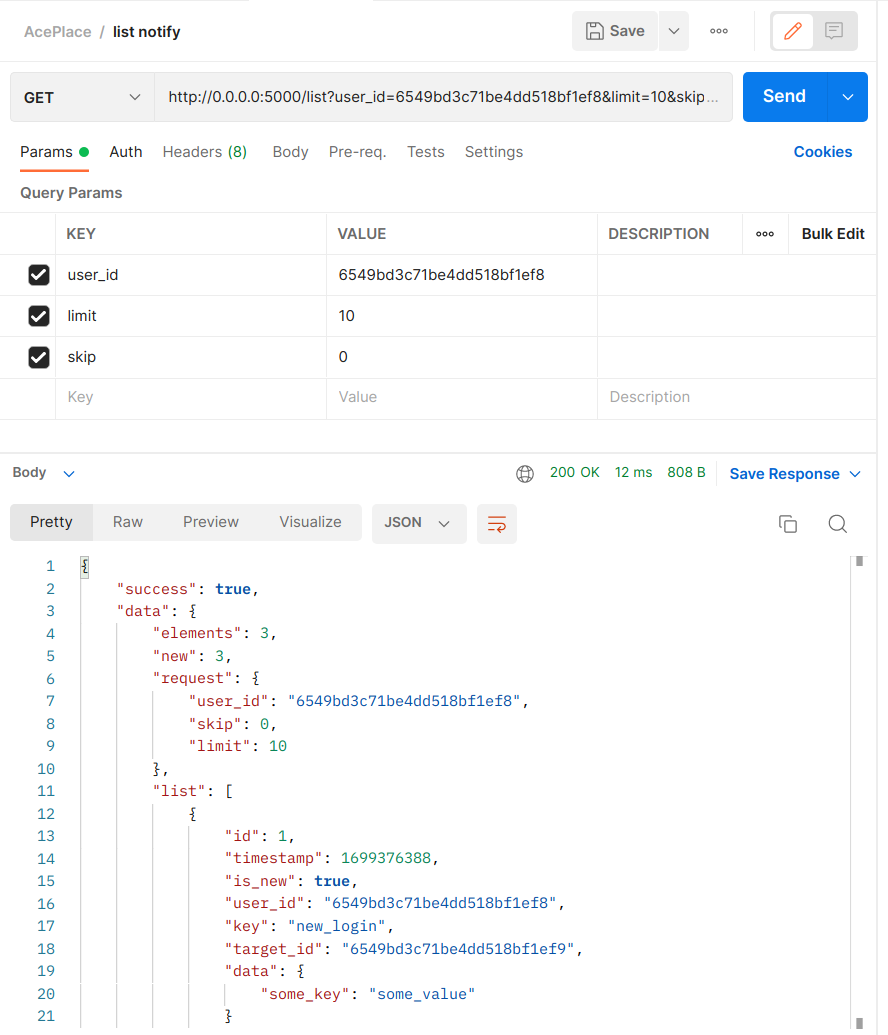 AcePlace / list notify
Save
GET http://0.0.0.0:5000/list?user_id=6549bd3c71be4dd518bf1ef8&limit=10&skip... Send
Params Auth Headers (8) Body Pre-req. Tests Settings Cookies
Query Params
KEY VALUE DESCRIPTION Bulk Edit
user_id 6549bd3c71be4dd518bf1ef8
limit 10
skip 0
Key Value Description
Body 200 OK 12 ms 808 B Save Response
Pretty Raw Preview Visualize JSON
1 {
2 "success": true,
3 "data": {
4 "elements": 3,
5 "new": 3,
6 "request": {
7 "user_id": "6549bd3c71be4dd518bf1ef8",
8 "skip": 0,
9 "limit": 10
10 },
11 "list": [
12 {
13 "id": 1,
14 "timestamp": 1699376388,
15 "is_new": true,
16 "user_id": "6549bd3c71be4dd518bf1ef8",
17 "key": "new_login",
18 "target_id": "6549bd3c71be4dd518bf1ef9",
19 "data": {
20 "some_key": "some_value"
21 }